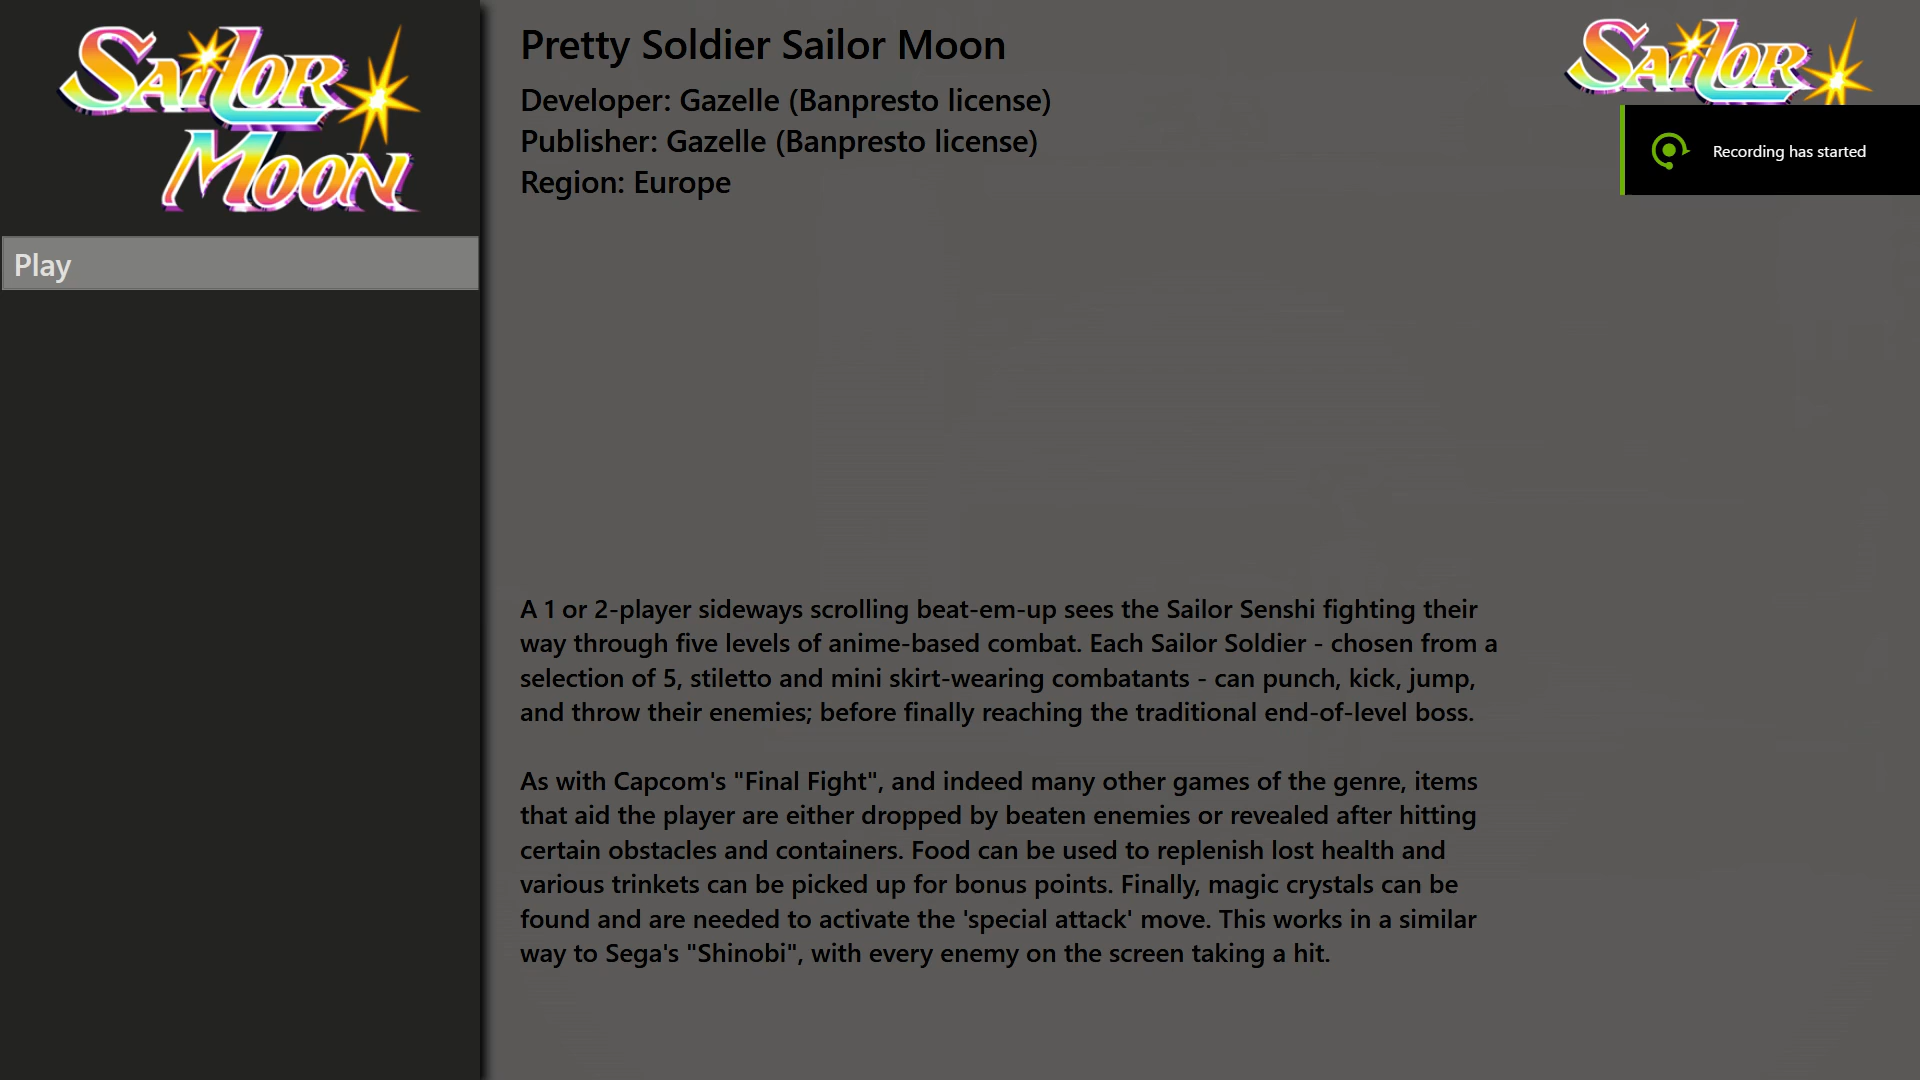 SAILOR
MOON
Play
Pretty Soldier Sailor Moon
Developer: Gazelle (Banpresto license)
Publisher: Gazelle (Banpresto license)
Region: Europe
SAILOR
Recording has started
A 1 or 2-player sideways scrolling beat-em-up sees the Sailor Senshi fighting their
way through five levels of anime-based combat. Each Sailor Soldier - chosen from a
selection of 5, stiletto and mini skirt-wearing combatants - can punch, kick, jump,
and throw their enemies; before finally reaching the traditional end-of-level boss.
As with Capcom's "Final Fight", and indeed many other games of the genre, items
that aid the player are either dropped by beaten enemies or revealed after hitting
certain obstacles and containers. Food can be used to replenish lost health and
various trinkets can be picked up for bonus points. Finally, magic crystals can be
found and are needed to activate the 'special attack' move. This works in a similar
way to Sega's "Shinobi", with every enemy on the screen taking a hit.